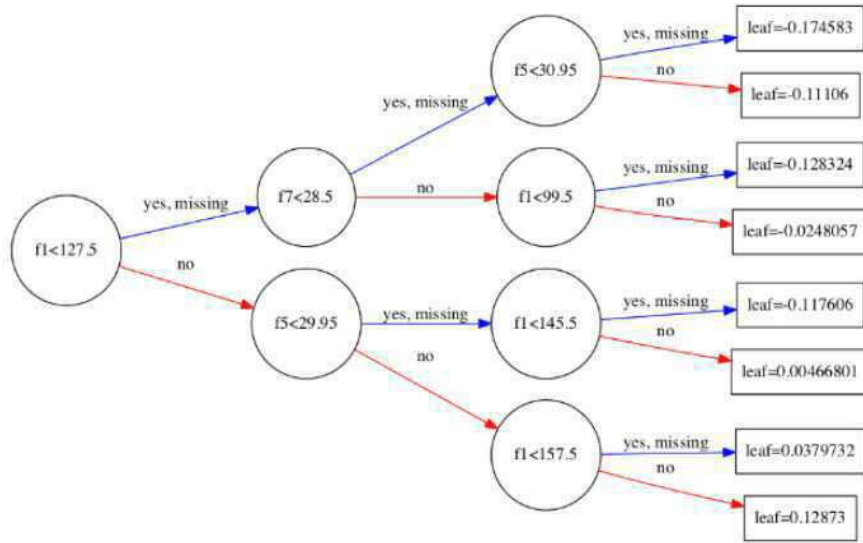 yes, missing
leaf=-0.174583
f5<30.95
no
leaf=-0.11106
yes, missing
yes, missing
leaf=-0.128324
f7<28.5
no
f1<99.5
no
yes, missing
leaf=-0.0248057
f1<127.5
no
yes, missing
leaf=-0.117606
f5<29.95
yes, missing
f1<145.5
no
no
leaf=0.00466801
yes, missing
leaf=0.0379732
f1<157.5
no
leaf=0.12873